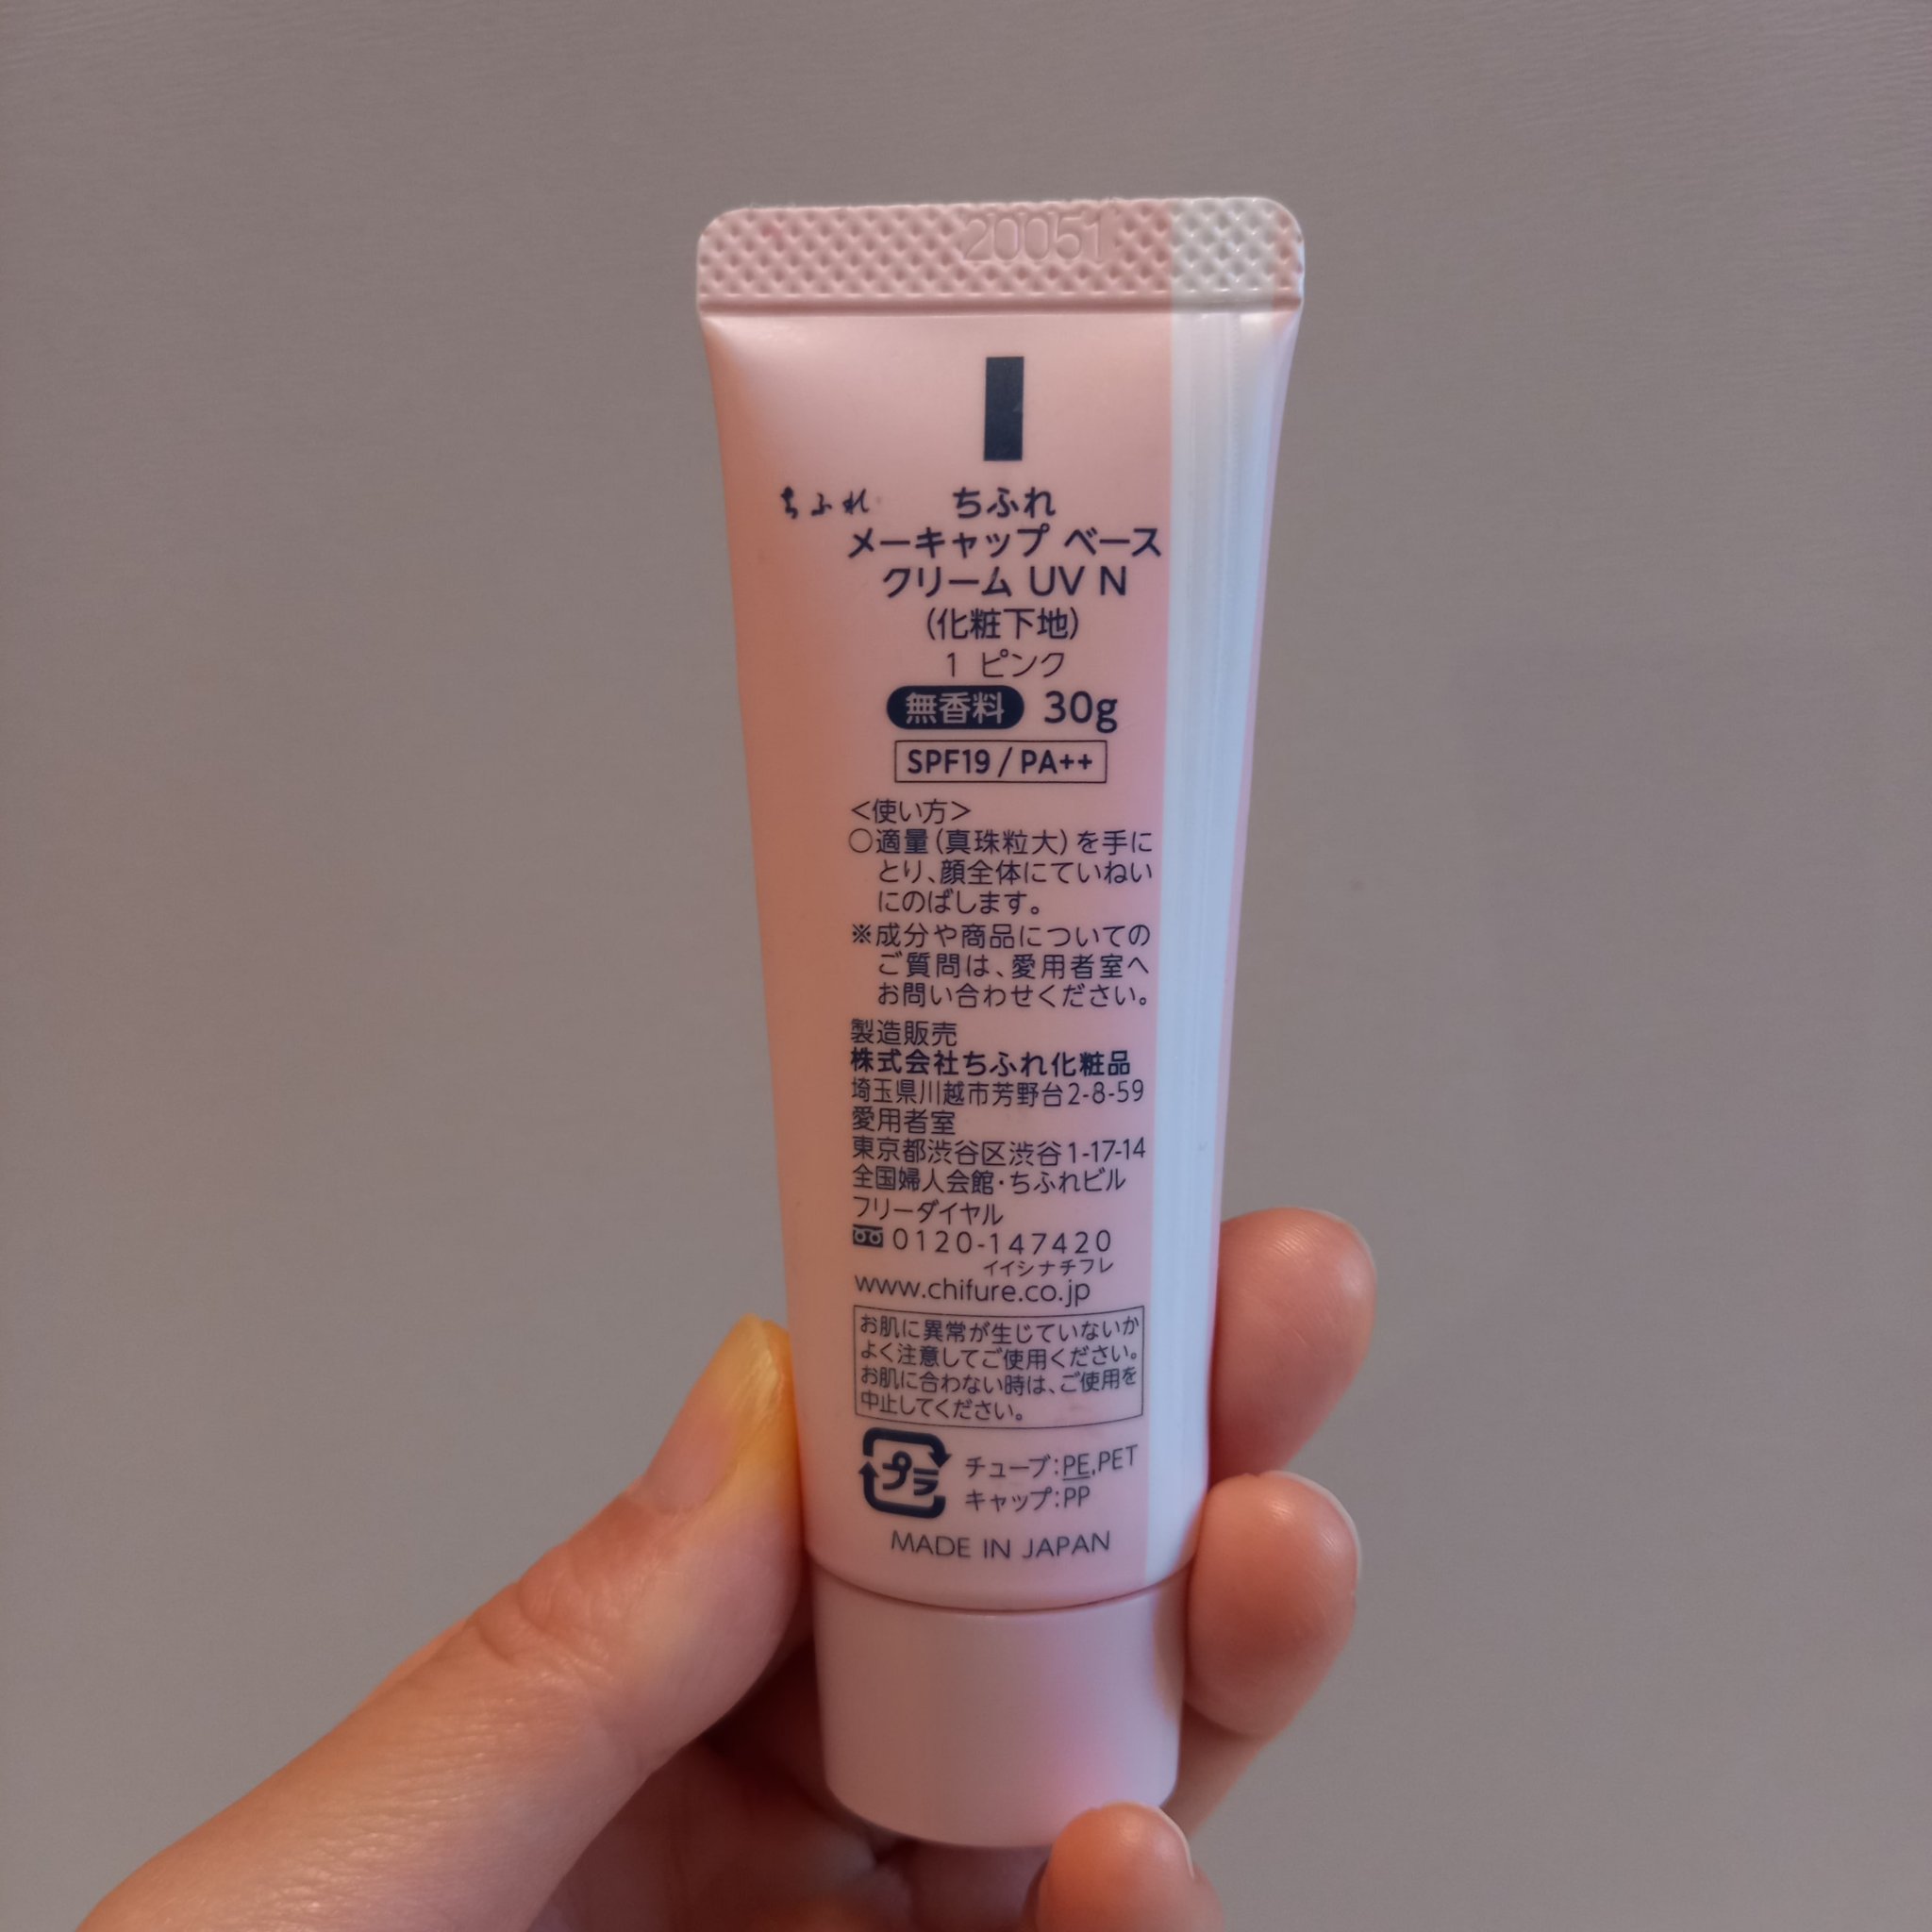 20051
ちふれ ちふれ
メーキャップ ベース
クリーム UV N
(化粧下地)
1 ピンク
無香料 30g
SPF19 / PA++
＜使い方＞
○適量(真珠粒大)を手に
とり、顔全体にていねい
にのばします。
※成分や商品についての
ご質問は、愛用者室へ
お問い合わせください。
製造販売
株式会社ちふれ化粧品
埼玉県川越市芳野台2-8-59
愛用者室
東京都渋谷区渋谷1-17-14
全国婦人会館・ちふれビル
フリーダイヤル
0120-147420
イイシナチフレ
www.chifure.co.jp
お肌に異常が生じていないか
よく注意してご使用ください。
お肌に合わない時は、ご使用を
中止してください。
プラ チューブ:PE,PET
キャップ:PP
MADE IN JAPAN